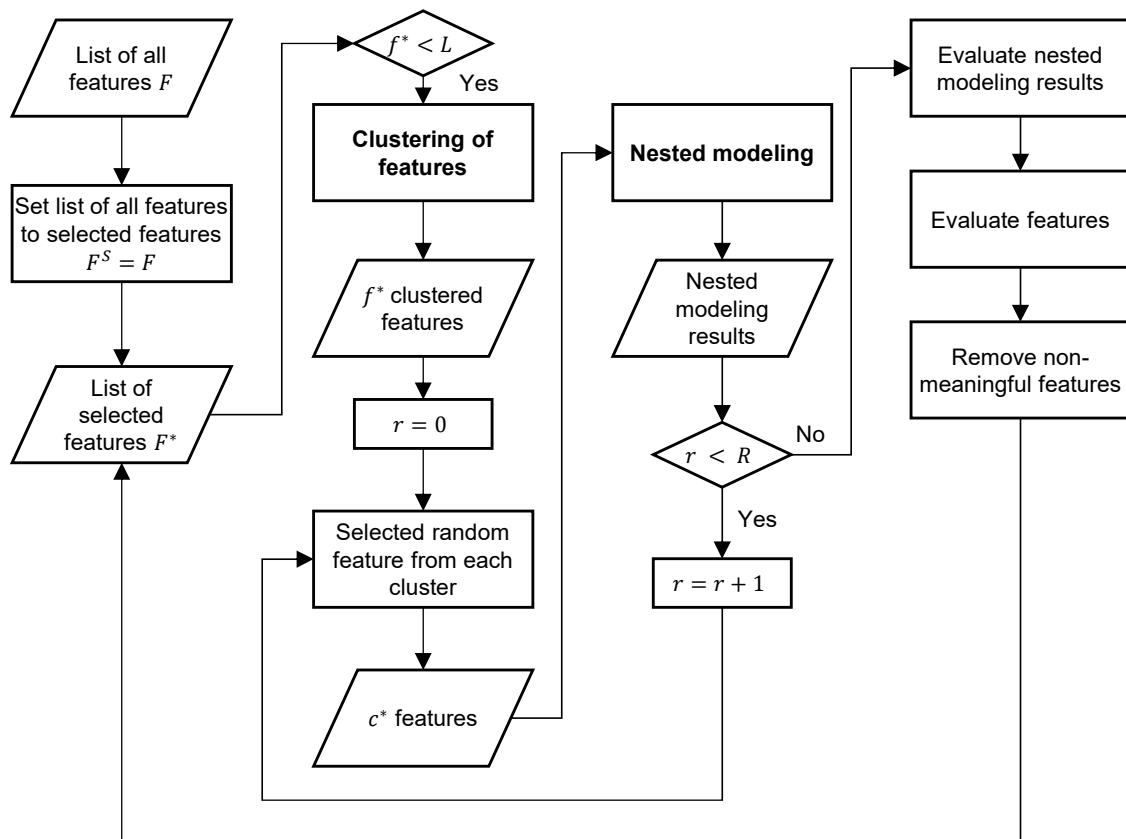 List of all
features F
Set list of all features
to selected features
F^S = F
List of
selected
features F*
f* < L
Yes
Clustering of
features
f* clustered
features
r = 0
Selected random
feature from each
cluster
c* features
Nested modeling
Nested
modeling
results
r < R
No
Yes
r = r + 1
Evaluate nested
modeling results
Evaluate features
Remove non-
meaningful features